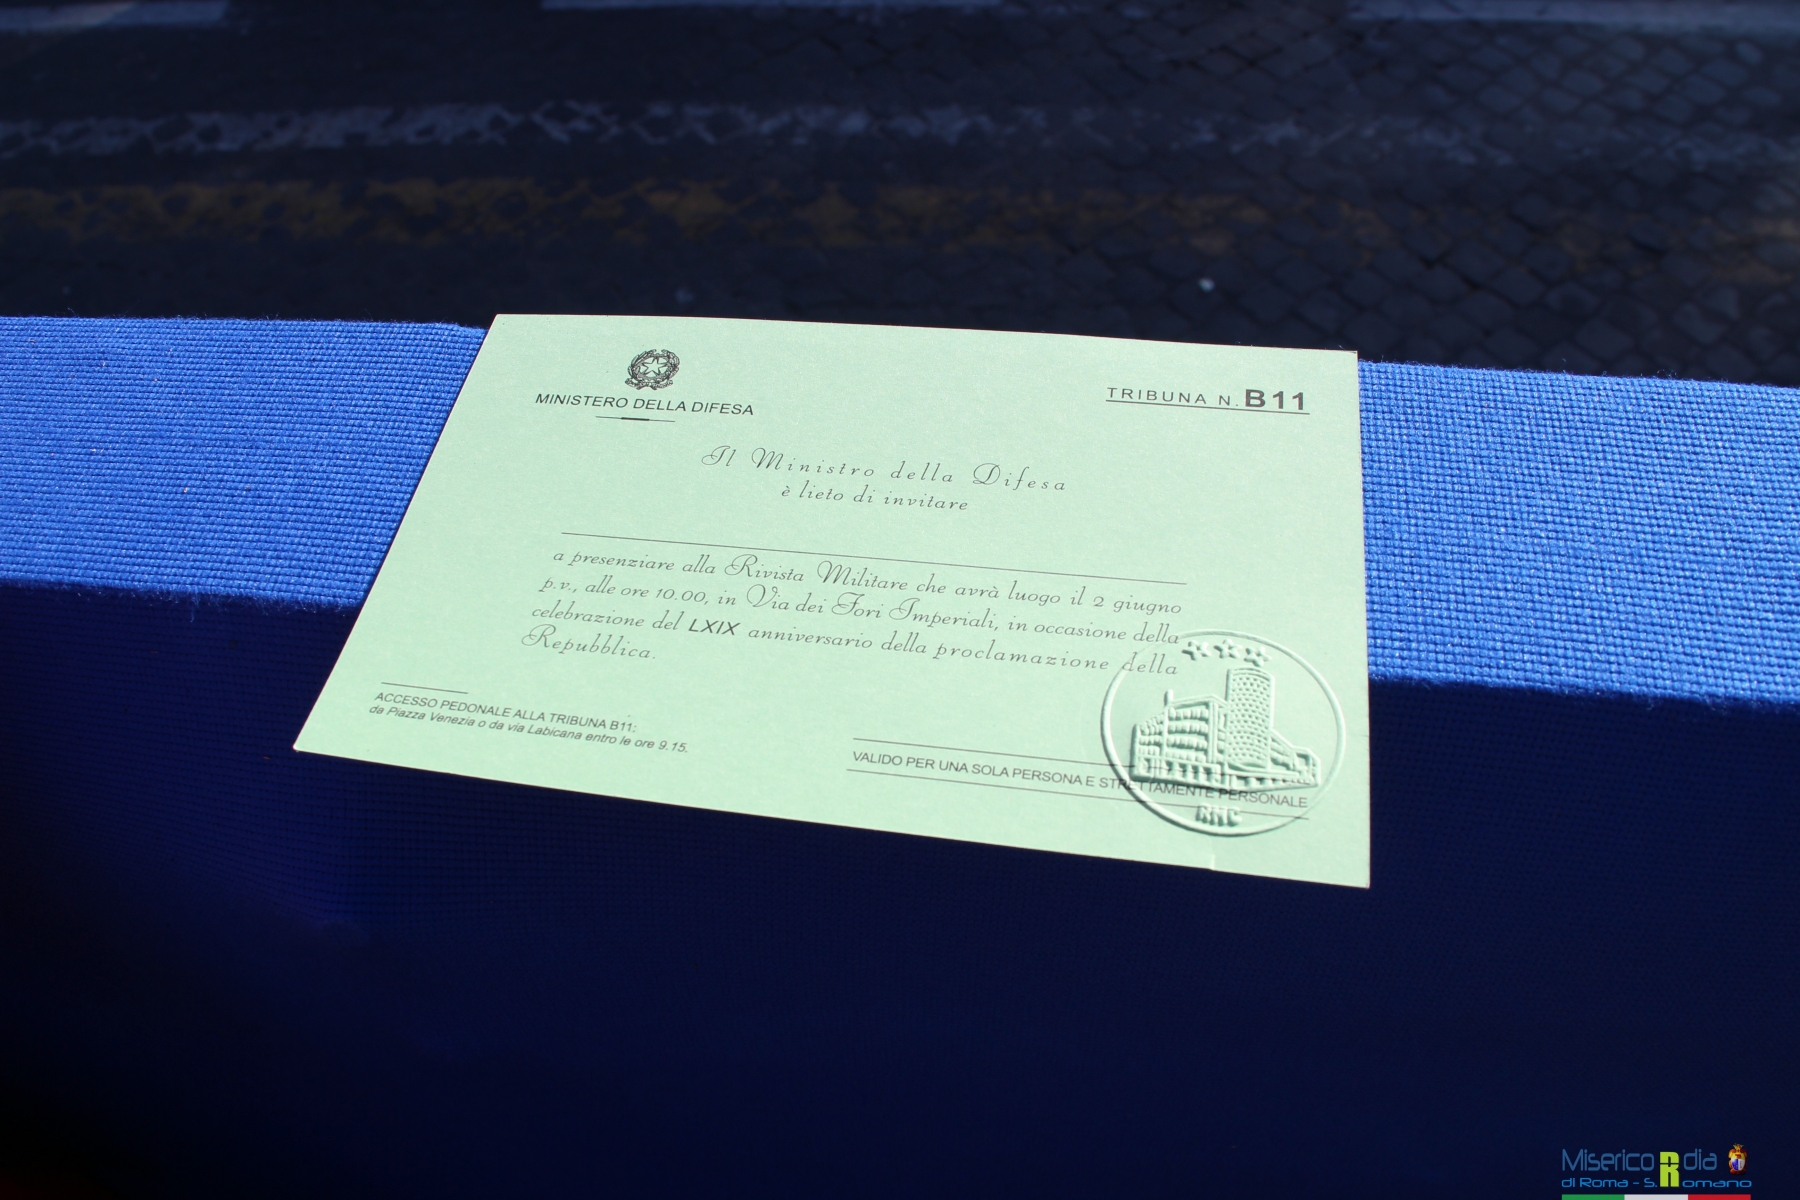 MINISTERO DELLA DIFESA
TRIBUNA N. B11
Il Ministro della Difesa
è lieto di invitare
a presenziare alla Rivista Militare che avrà luogo il 2 giugno
p.v., alle ore 10.00, in Via dei Fori Imperiali, in occasione della
celebrazione del LXIX anniversario della proclamazione della
Repubblica.
ACCESSO PEDONALE ALLA TRIBUNA B11:
da Piazza Venezia o da via Labicana entro le ore 9.15.
VALIDO PER UNA SOLA PERSONA E STRETTAMENTE PERSONALE
Misericordia
di Roma - S. Romano